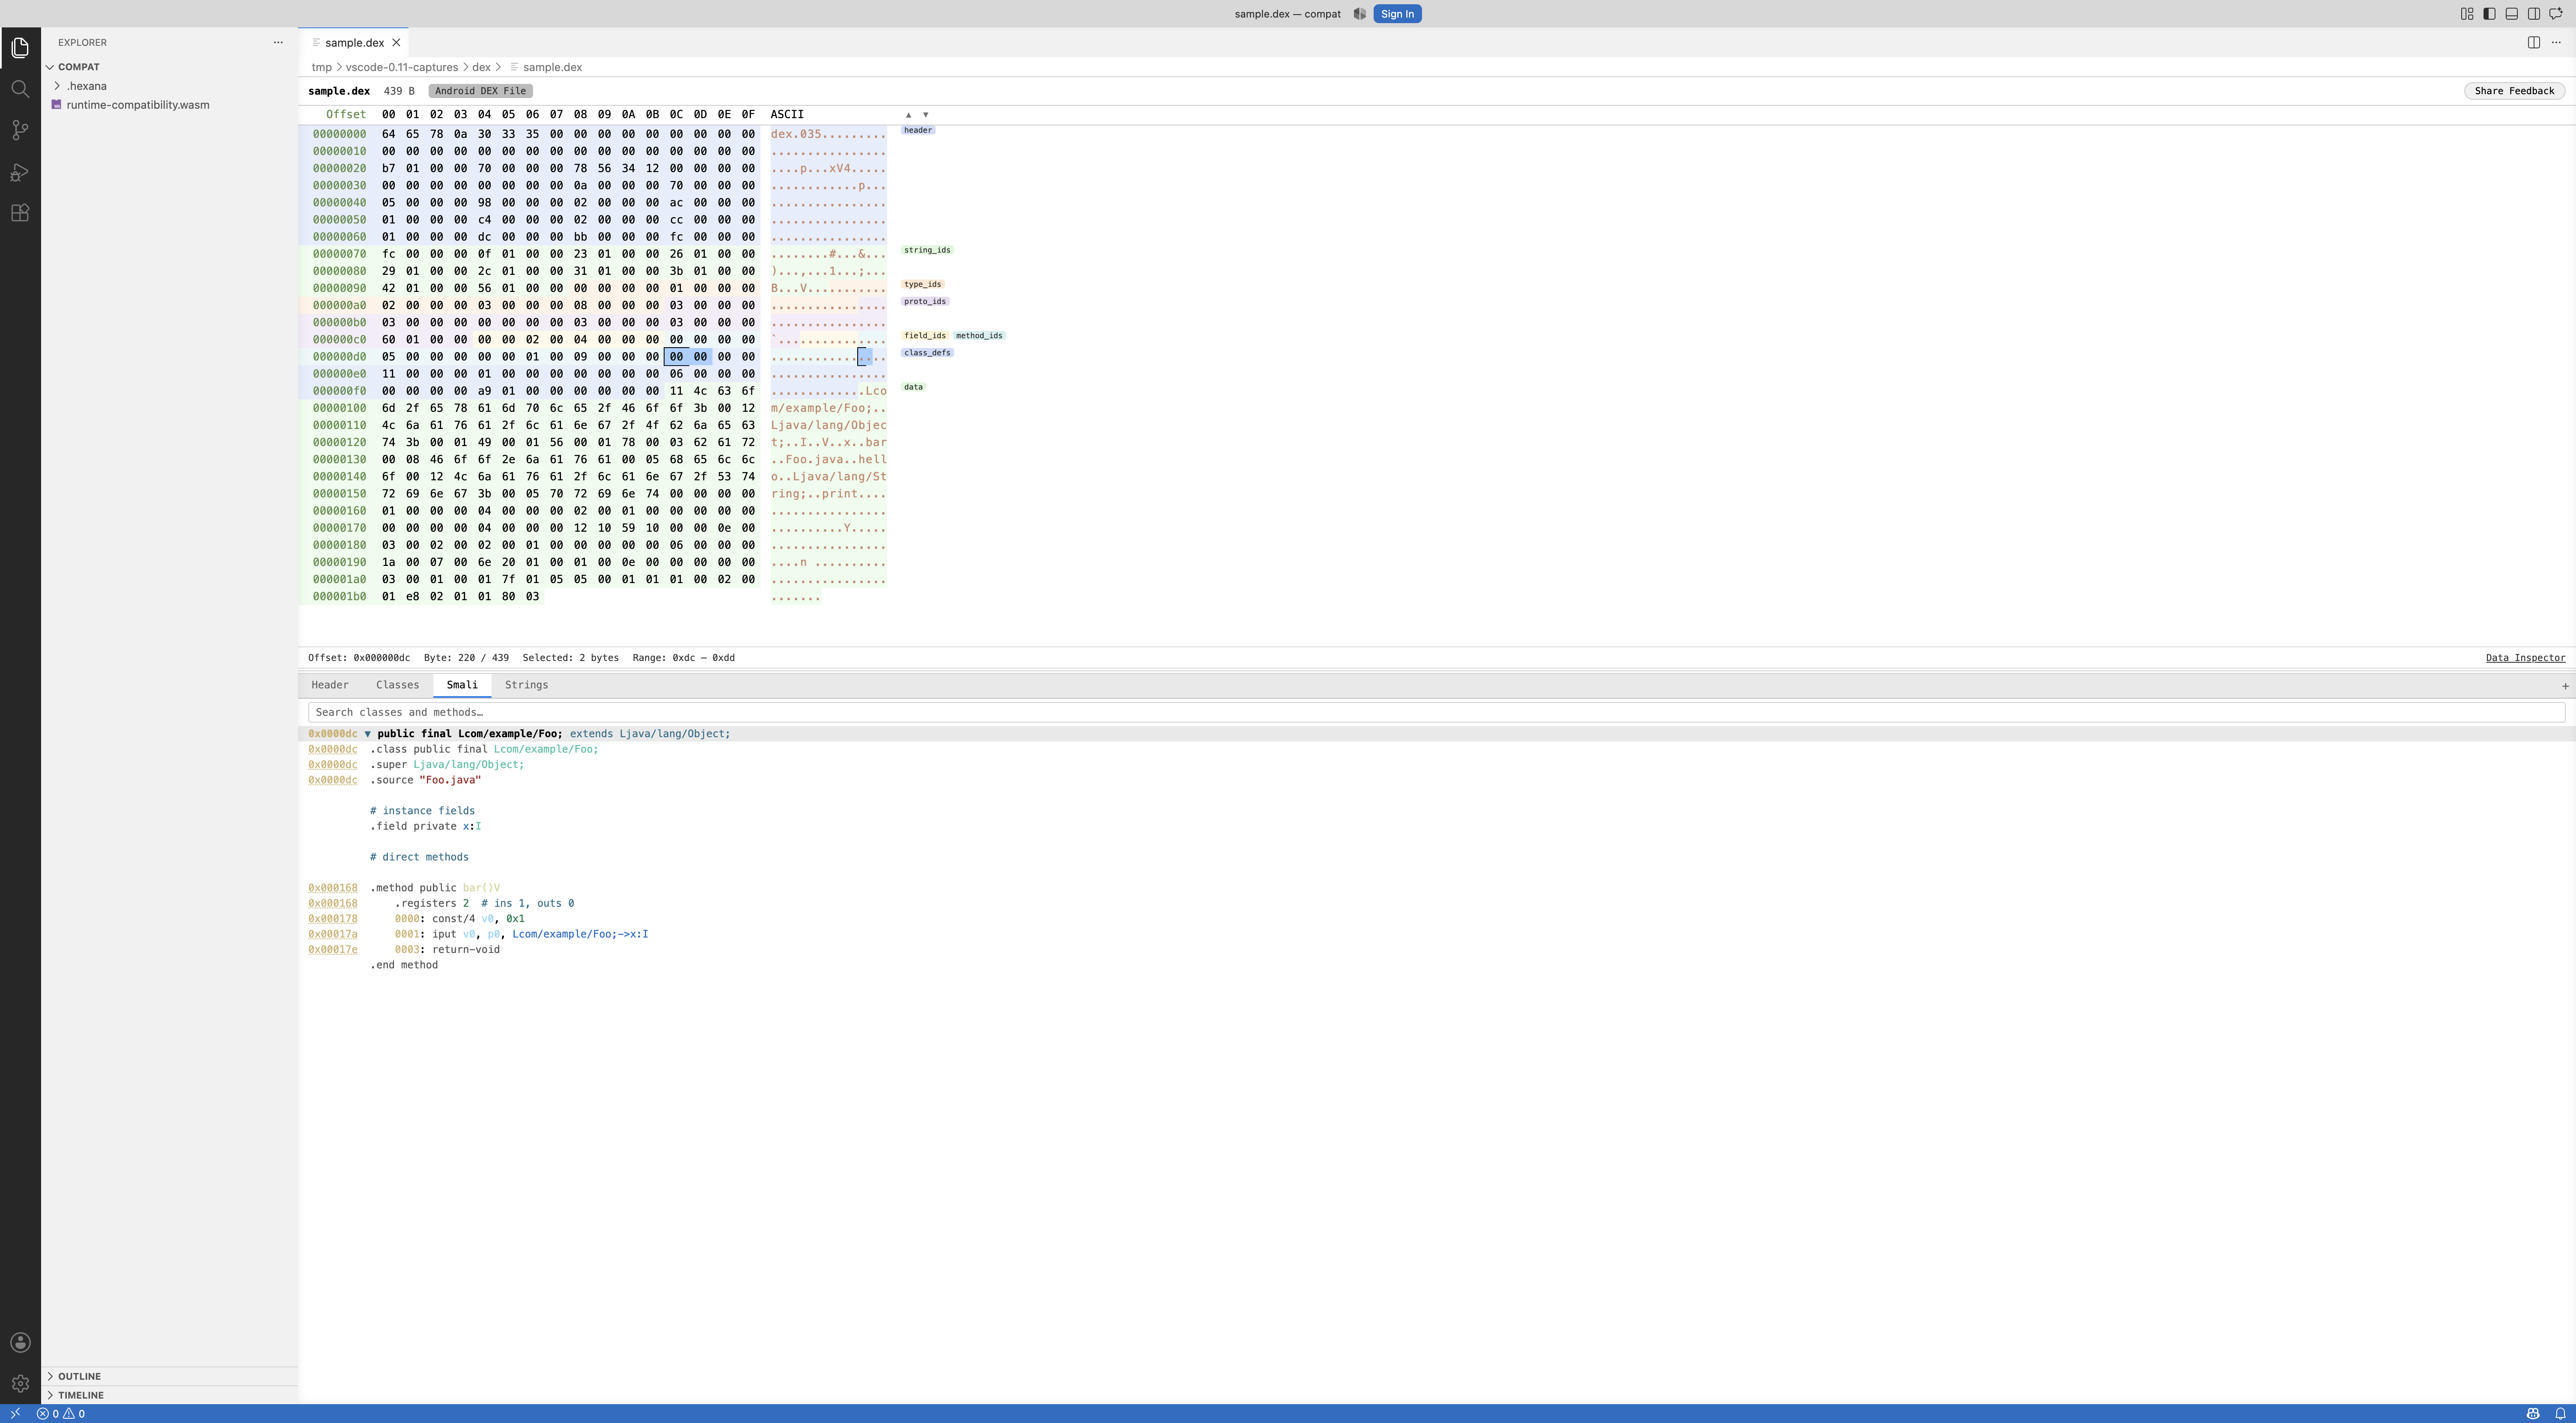 sample.dex — compat
Sign In
EXPLORER
COMPAT
.hexana
runtime-compatibility.wasm
OUTLINE
TIMELINE
sample.dex
tmp > vscode-0.11-captures > dex > sample.dex
sample.dex 439 B Android DEX File Share Feedback
Offset 00 01 02 03 04 05 06 07 08 09 0A 0B 0C 0D 0E 0F ASCII ▲ ▼
00000000 64 65 78 0a 30 33 35 00 00 00 00 00 00 00 00 00 dex.035......... header
00000010 00 00 00 00 00 00 00 00 00 00 00 00 00 00 00 00 ................
00000020 b7 01 00 00 70 00 00 00 78 56 34 12 00 00 00 00 ....p...xV4.....
00000030 00 00 00 00 00 00 00 00 0a 00 00 00 70 00 00 00 ............p...
00000040 05 00 00 00 98 00 00 00 02 00 00 00 ac 00 00 00 ................
00000050 01 00 00 00 c4 00 00 00 02 00 00 00 cc 00 00 00 ................
00000060 01 00 00 00 dc 00 00 00 bb 00 00 00 fc 00 00 00 ................
00000070 fc 00 00 00 0f 01 00 00 23 01 00 00 26 01 00 00 ........#...&... string_ids
00000080 29 01 00 00 2c 01 00 00 31 01 00 00 3b 01 00 00 )...,...1...;...
00000090 42 01 00 00 56 01 00 00 00 00 00 00 01 00 00 00 B...V........... type_ids
000000a0 02 00 00 00 03 00 00 00 08 00 00 00 03 00 00 00 ................ proto_ids
000000b0 03 00 00 00 00 00 00 00 03 00 00 00 03 00 00 00 ................
000000c0 60 01 00 00 00 00 02 00 04 00 00 00 00 00 00 00 `............... field_ids method_ids
000000d0 05 00 00 00 00 00 01 00 09 00 00 00 00 00 00 00 ................ class_defs
000000e0 11 00 00 00 01 00 00 00 00 00 00 00 06 00 00 00 ................
000000f0 00 00 00 00 a9 01 00 00 00 00 00 00 11 4c 63 6f .............Lco data
00000100 6d 2f 65 78 61 6d 70 6c 65 2f 46 6f 6f 3b 00 12 m/example/Foo;..
00000110 4c 6a 61 76 61 2f 6c 61 6e 67 2f 4f 62 6a 65 63 Ljava/lang/Objec
00000120 74 3b 00 01 49 00 01 56 00 01 78 00 03 62 61 72 t;..I..V..x..bar
00000130 00 08 46 6f 6f 2e 6a 61 76 61 00 05 68 65 6c 6c ..Foo.java..hell
00000140 6f 00 12 4c 6a 61 76 61 2f 6c 61 6e 67 2f 53 74 o..Ljava/lang/St
00000150 72 69 6e 67 3b 00 05 70 72 69 6e 74 00 00 00 00 ring;..print....
00000160 01 00 00 00 04 00 00 00 02 00 01 00 00 00 00 00 ................
00000170 00 00 00 00 04 00 00 00 12 10 59 10 00 00 0e 00 ..........Y.....
00000180 03 00 02 00 02 00 01 00 00 00 00 00 06 00 00 00 ................
00000190 1a 00 07 00 6e 20 01 00 01 00 0e 00 00 00 00 00 ....n ..........
000001a0 03 00 01 00 01 7f 01 05 05 00 01 01 01 00 02 00 ................
000001b0 01 e8 02 01 01 80 03 .......
Offset: 0x000000dc Byte: 220 / 439 Selected: 2 bytes Range: 0xdc – 0xdd Data Inspector
Header Classes Smali Strings +
Search classes and methods…
0x0000dc ▼ public final Lcom/example/Foo; extends Ljava/lang/Object;
0x0000dc .class public final Lcom/example/Foo;
0x0000dc .super Ljava/lang/Object;
0x0000dc .source "Foo.java"
# instance fields
.field private x:I
# direct methods
0x000168 .method public bar()V
0x000168 .registers 2 # ins 1, outs 0
0x000178 0000: const/4 v0, 0x1
0x00017a 0001: iput v0, p0, Lcom/example/Foo;->x:I
0x00017e 0003: return-void
.end method
0 0